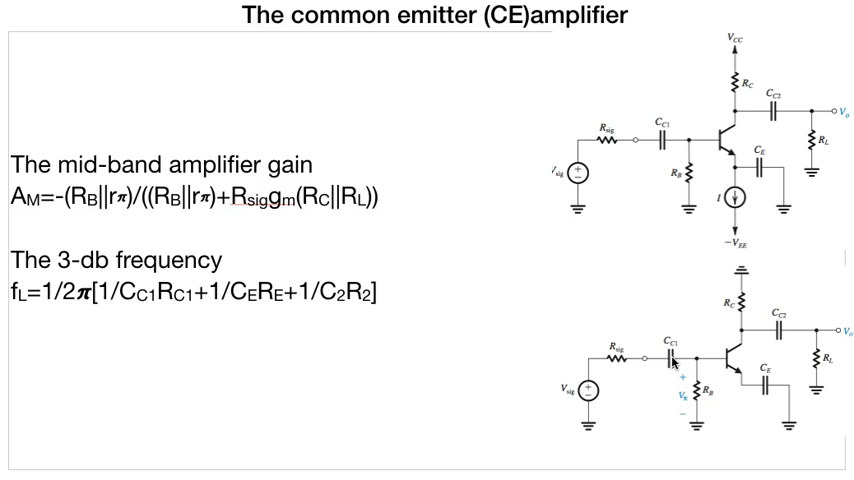 The common emitter (CE)amplifier
The mid-band amplifier gain
AM=-(RB||rπ)/((RB||rπ)+Rsiggm(RC||RL))
The 3-db frequency
fL=1/2π[1/CC1RC1+1/CERE+1/C2R2]
VCC
RC
CC2
Vo
Rsig
CC1
RL
CE
RB
Vsig
I
−VEE
RC
CC2
Vo
Rsig
CC1
RL
CE
+
Vsig
Vπ
RB
−